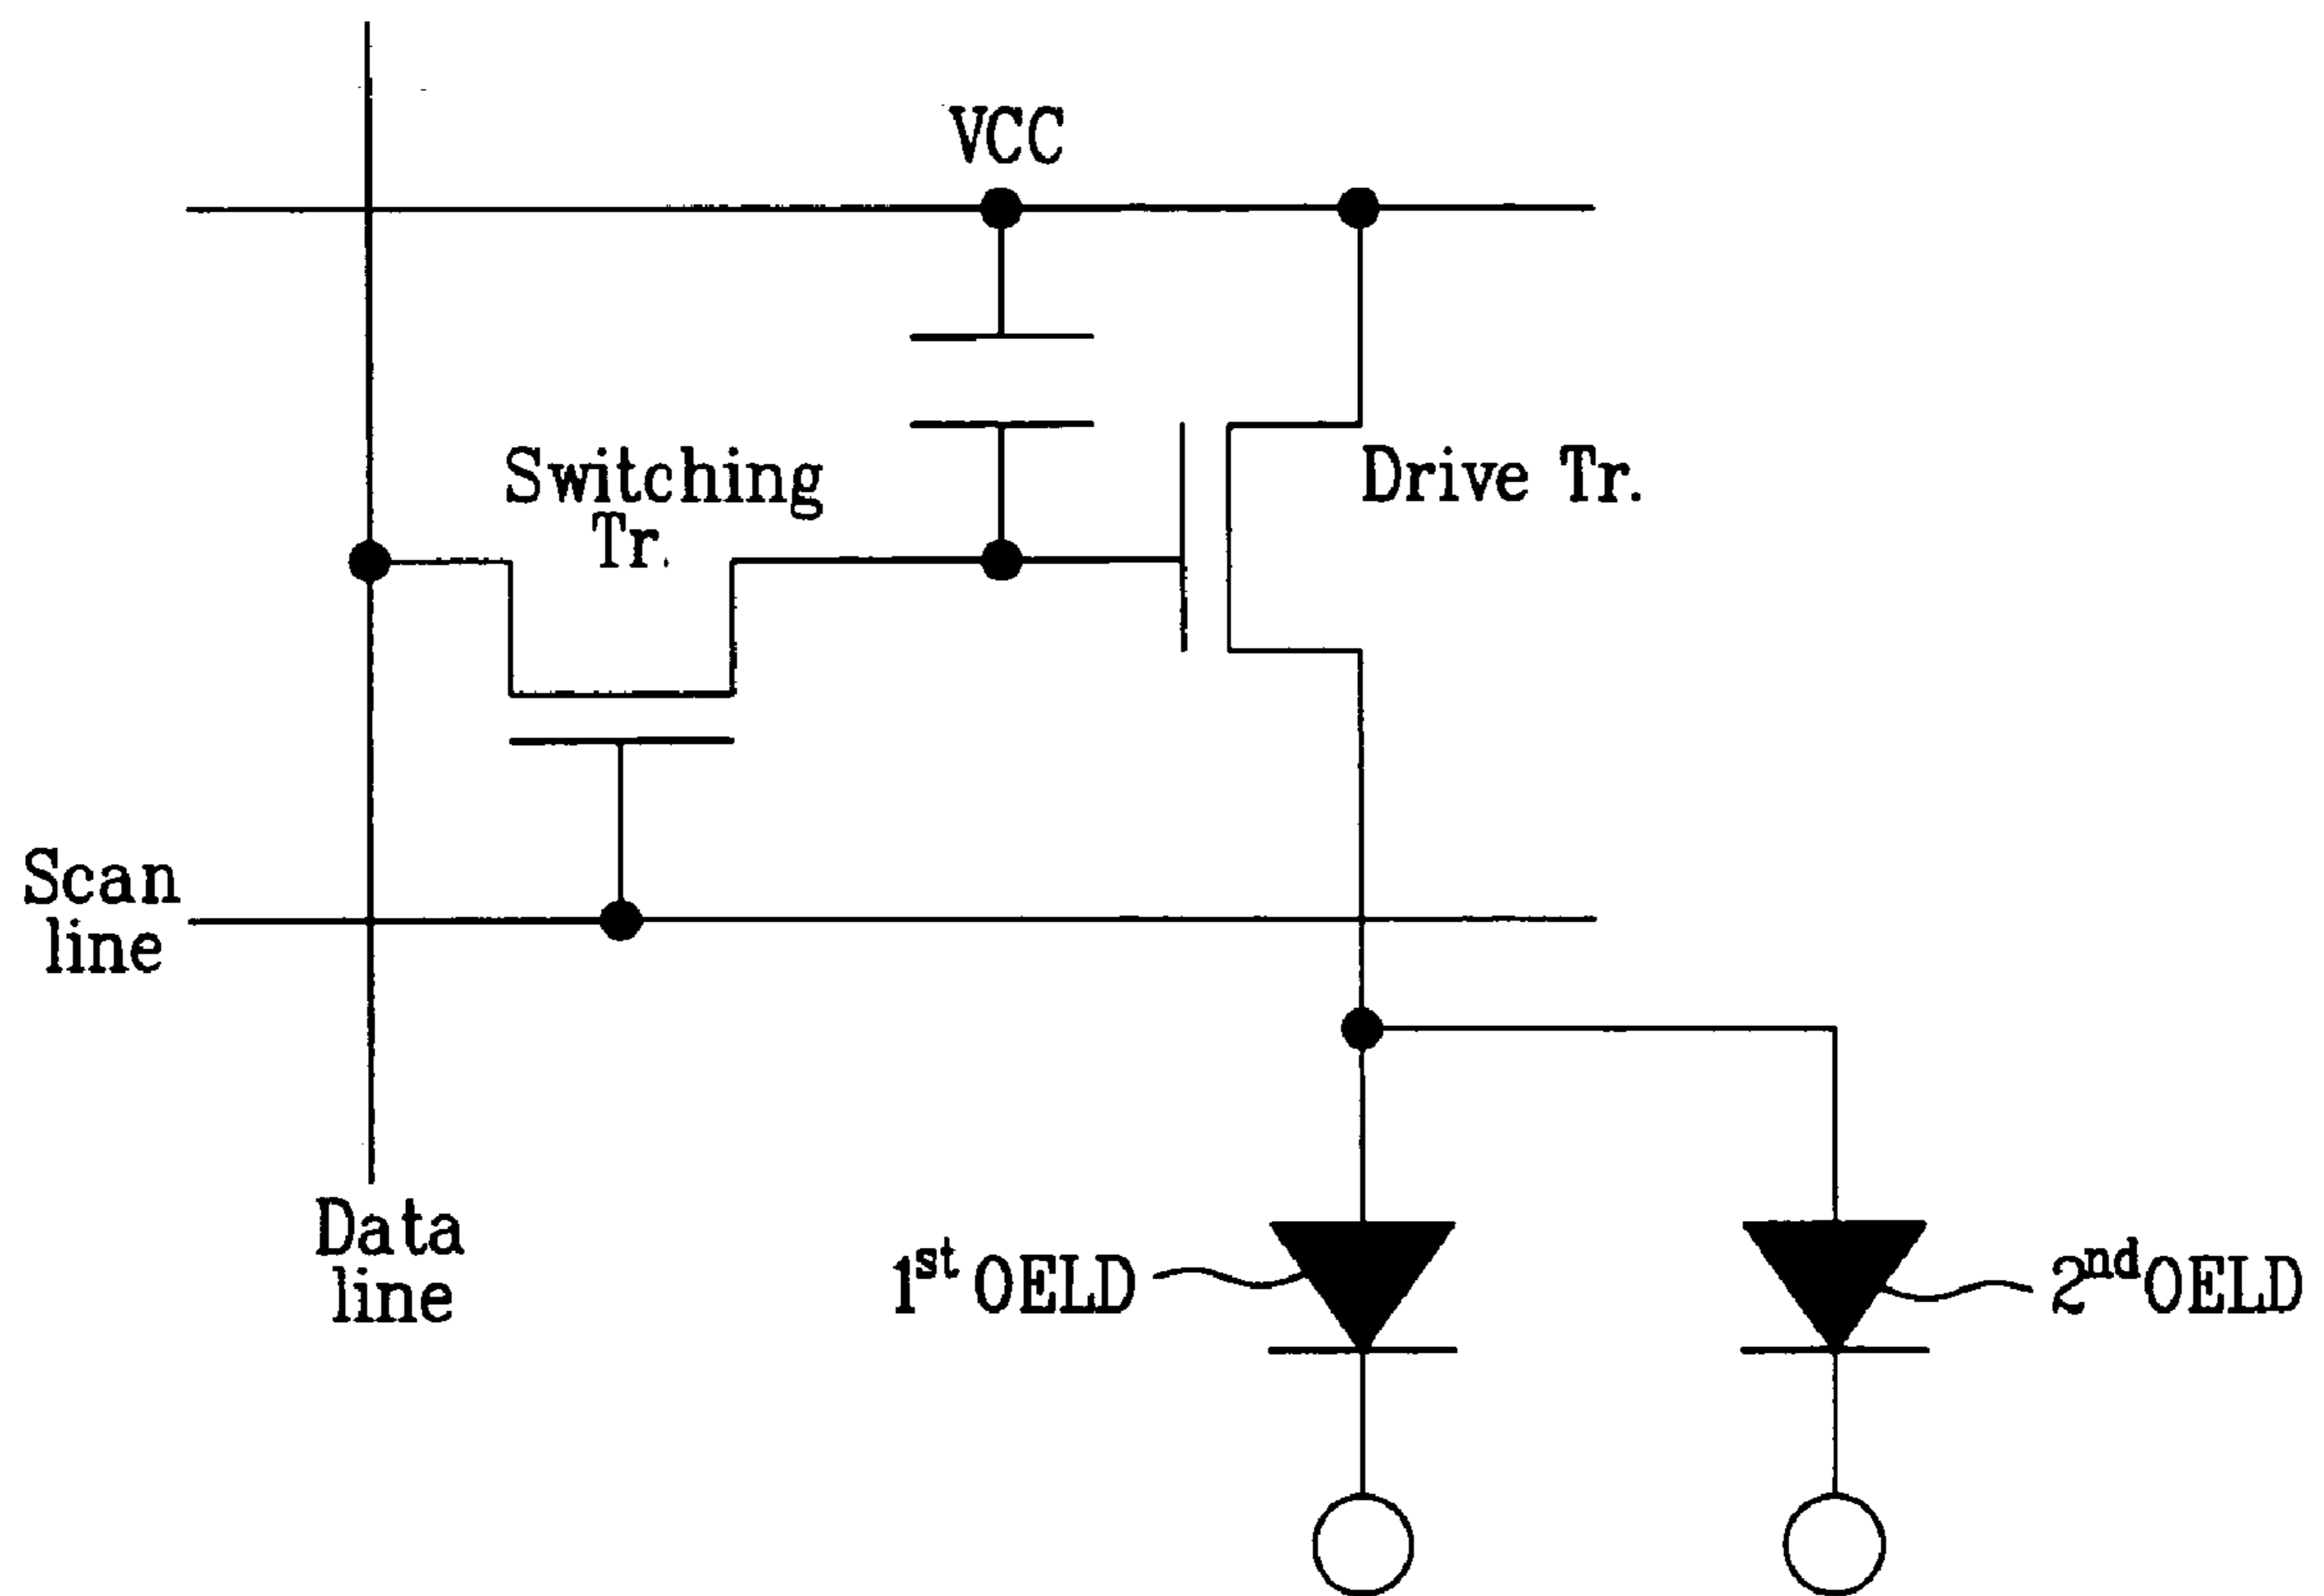 VCC
Switching
Tr.
Drive Tr.
Scan
line
Data
line
1st OELD
2nd OELD